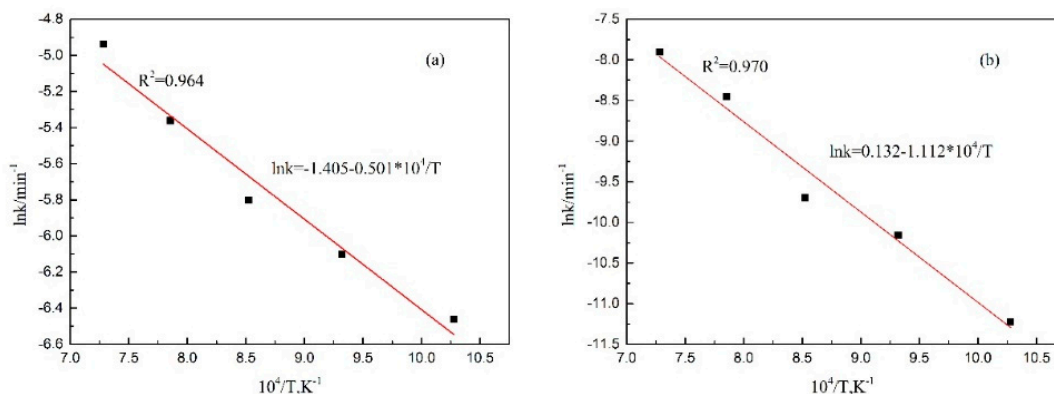 -4.8
-5.0
-5.2
-5.4
-5.6
-5.8
-6.0
-6.2
-6.4
-6.6
lnk/min⁻¹
(a)
R²=0.964
lnk=-1.405-0.501*10⁴/T
7.0 7.5 8.0 8.5 9.0 9.5 10.0 10.5
10⁴/T,K⁻¹
-7.5
-8.0
-8.5
-9.0
-9.5
-10.0
-10.5
-11.0
-11.5
lnk/min⁻¹
(b)
R²=0.970
lnk=0.132-1.112*10⁴/T
7.0 7.5 8.0 8.5 9.0 9.5 10.0 10.5
10⁴/T,K⁻¹